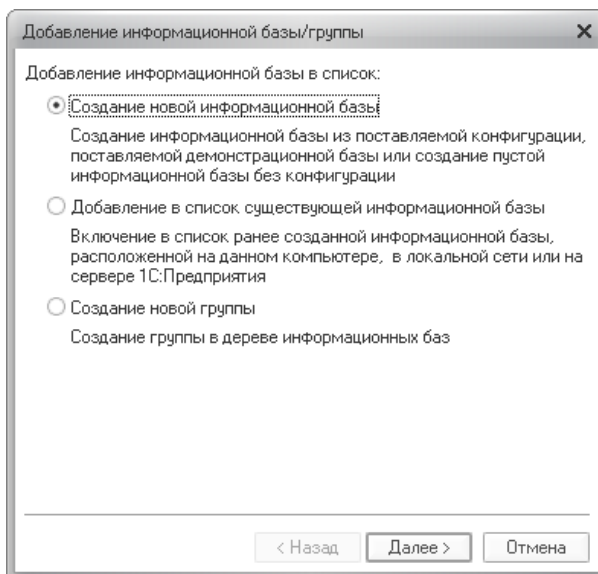 Добавление информационной базы/группы
Добавление информационной базы в список:
Создание новой информационной базы
Создание информационной базы из поставляемой конфигурации,
поставляемой демонстрационной базы или создание пустой
информационной базы без конфигурации
Добавление в список существующей информационной базы
Включение в список ранее созданной информационной базы,
расположенной на данном компьютере, в локальной сети или на
сервере 1С:Предприятия
Создание новой группы
Создание группы в дереве информационных баз
< Назад Далее > Отмена